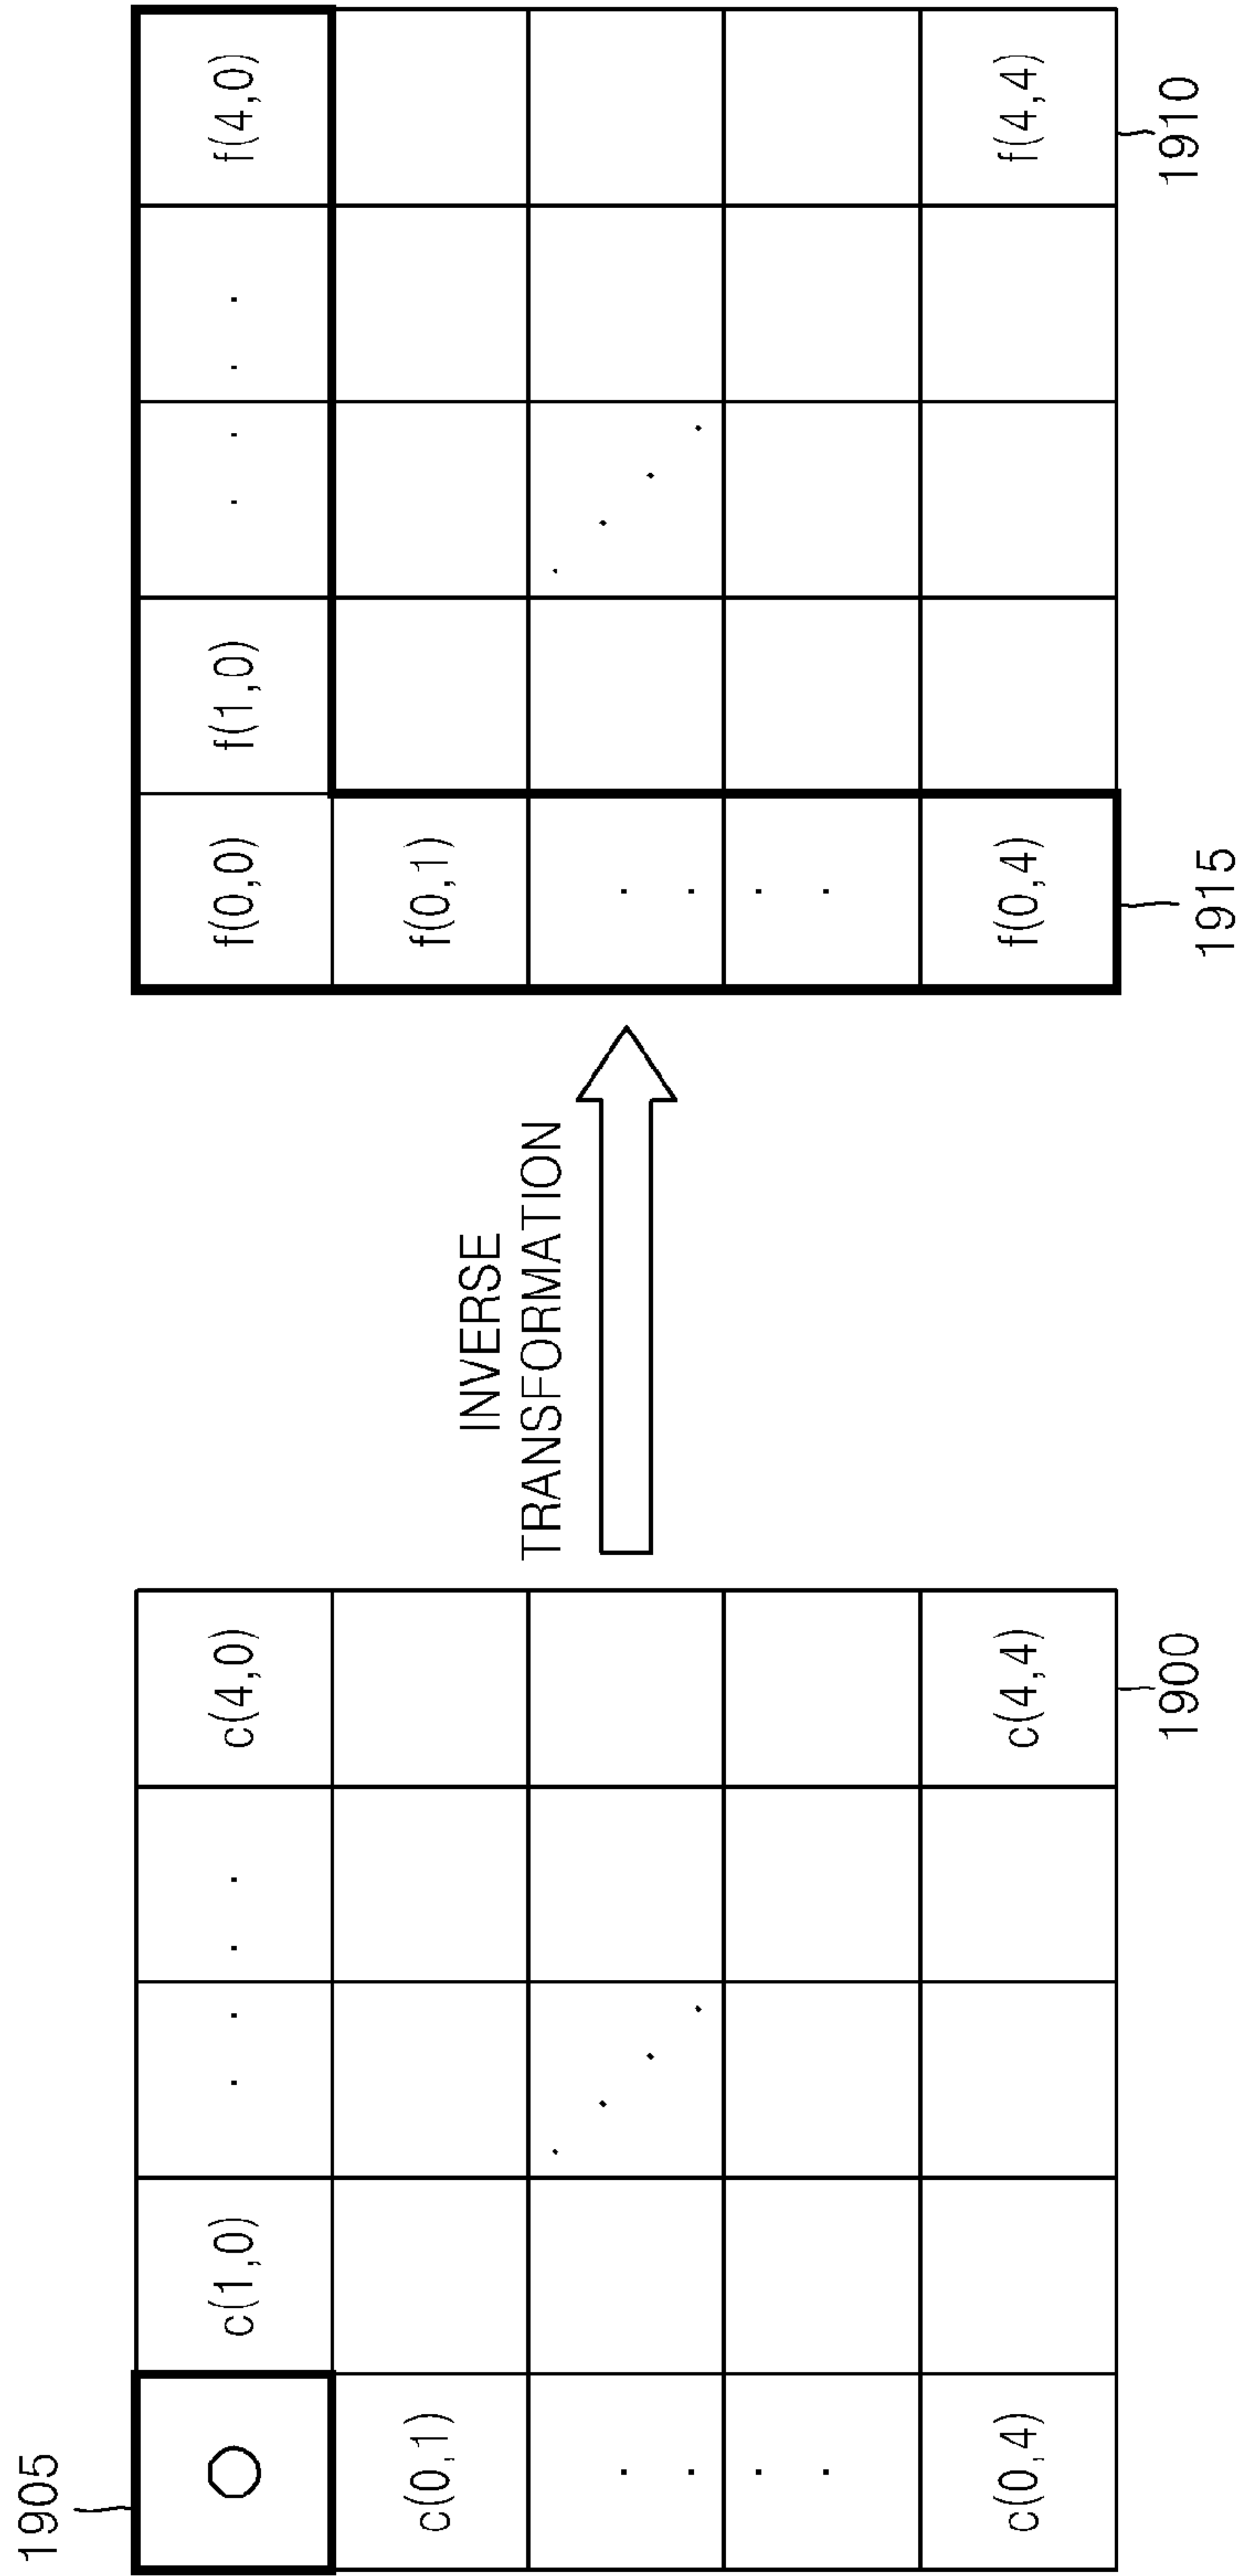 1905
○ c(1,0) . . . . c(4,0)
c(0,1)
. . . .
c(0,4) c(4,4)
1900
INVERSE
TRANSFORMATION
f(0,0) f(1,0) . . . . f(4,0)
f(0,1)
. . . .
f(0,4) f(4,4)
1915 1910